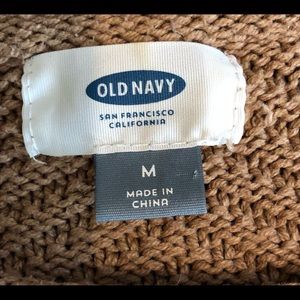 OLD NAVY
SAN FRANCISCO
CALIFORNIA
M
MADE IN
CHINA